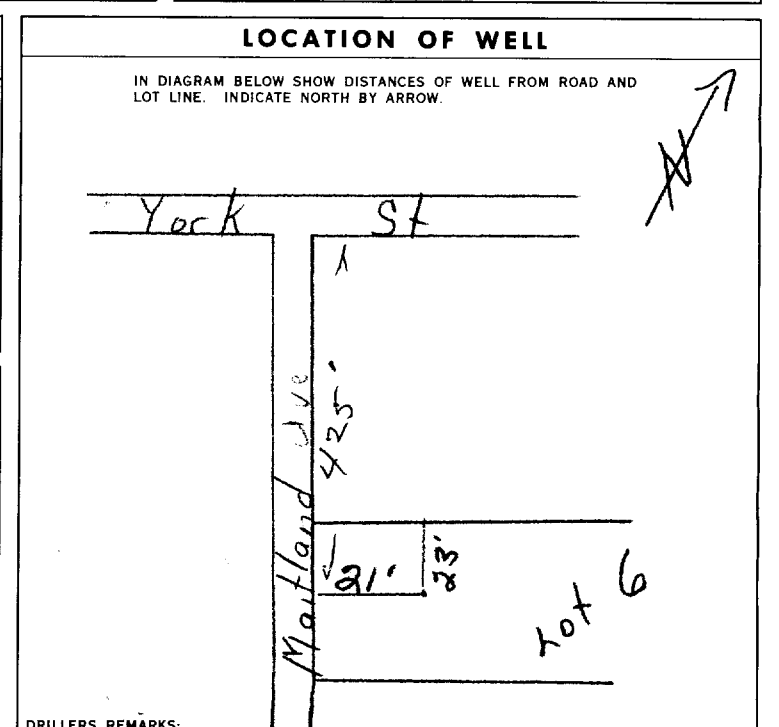 LOCATION OF WELL
IN DIAGRAM BELOW SHOW DISTANCES OF WELL FROM ROAD AND
LOT LINE. INDICATE NORTH BY ARROW.
N
York St
Maitland Ave
425'
21'
23'
Lot 6
DRILLERS REMARKS: